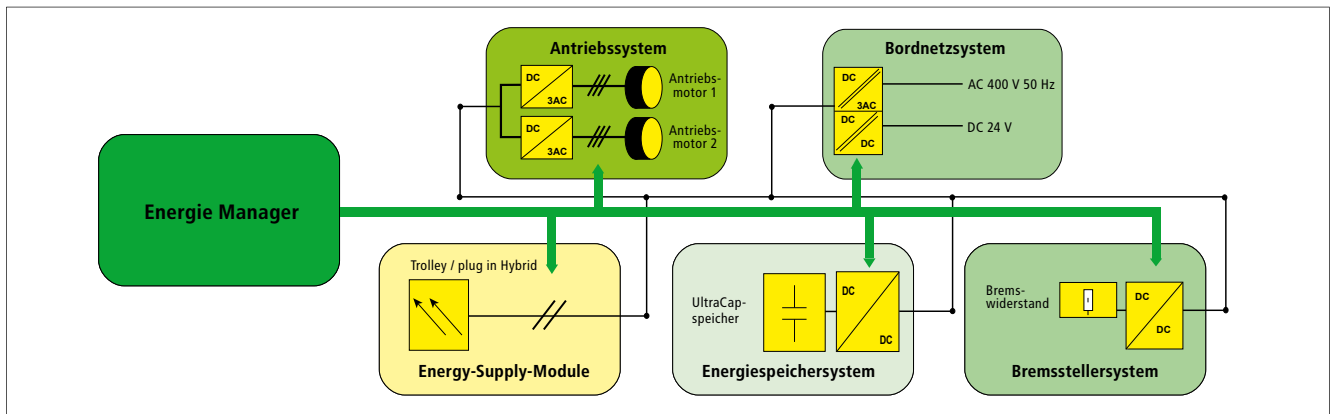 Antriebssystem
DC
3AC
Antriebs-
motor 1
DC
3AC
Antriebs-
motor 2
Bordnetzsystem
DC
3AC
AC 400 V 50 Hz
DC
DC
DC 24 V
Energie Manager
Trolley / plug in Hybrid
Energy-Supply-Module
UltraCap-
speicher
DC
DC
Energiespeichersystem
Brems-
widerstand
DC
DC
Bremsstellersystem